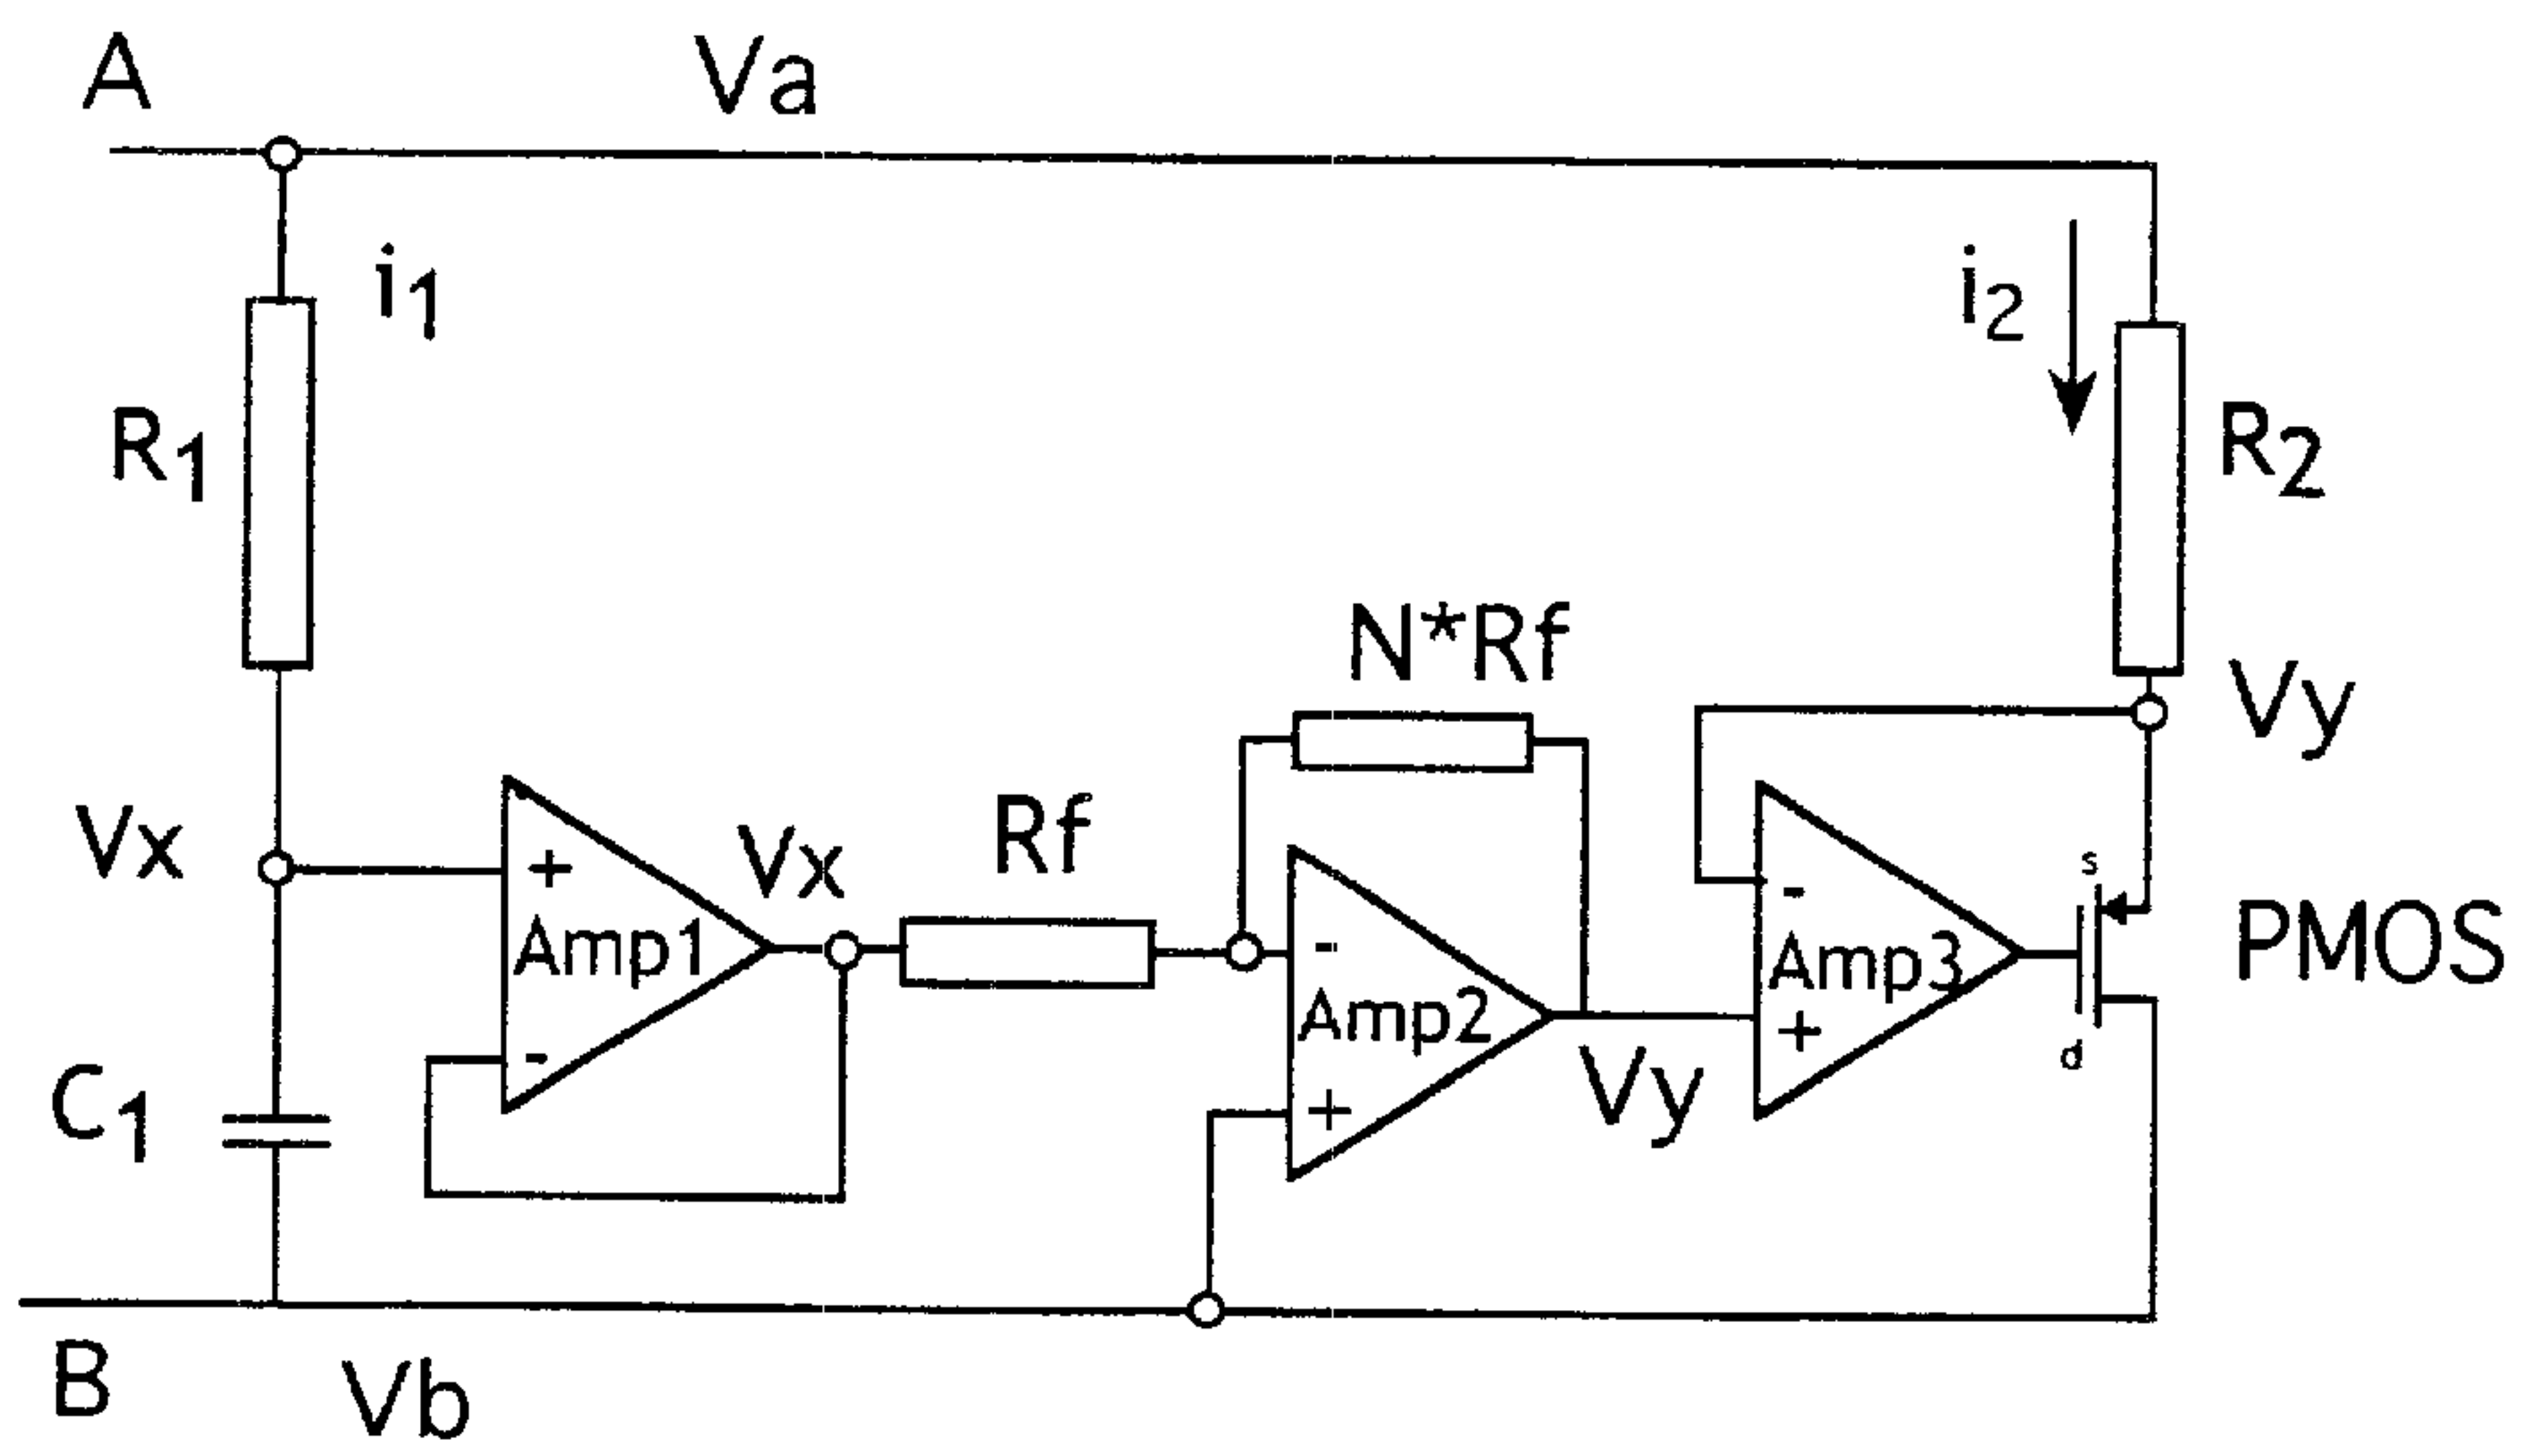 A
Va
i1
i2
R1
R2
N*Rf
Vy
Vx
Rf
Vx
+
Amp1
-
-
Amp2
+
-
Amp3
+
s
PMOS
d
Vy
C1
B
Vb